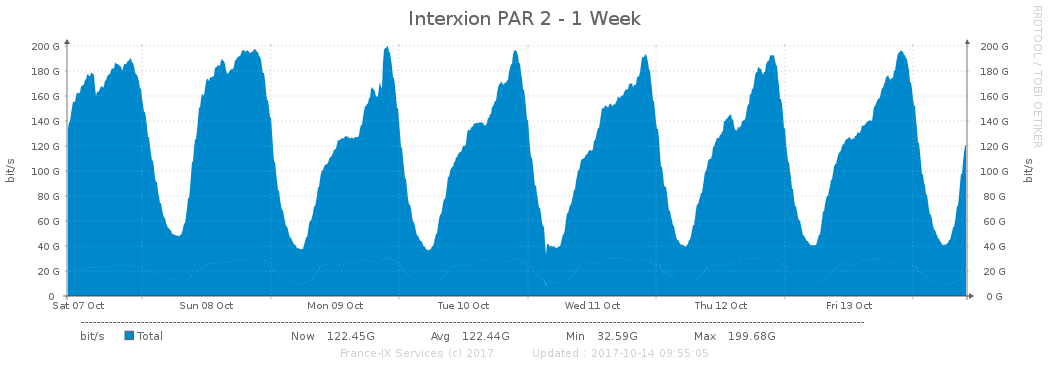 Interxion PAR 2 - 1 Week
RRDTOOL / TOBI OETIKER
bit/s
200 G
180 G
160 G
140 G
120 G
100 G
80 G
60 G
40 G
20 G
0
200 G
180 G
160 G
140 G
120 G
100 G
80 G
60 G
40 G
20 G
0 G
bit/s
Sat 07 Oct Sun 08 Oct Mon 09 Oct Tue 10 Oct Wed 11 Oct Thu 12 Oct Fri 13 Oct
bit/s Total Now 122.45G Avg 122.44G Min 32.59G Max 199.68G
France-IX Services (c) 2017 Updated : 2017-10-14 09:55:05